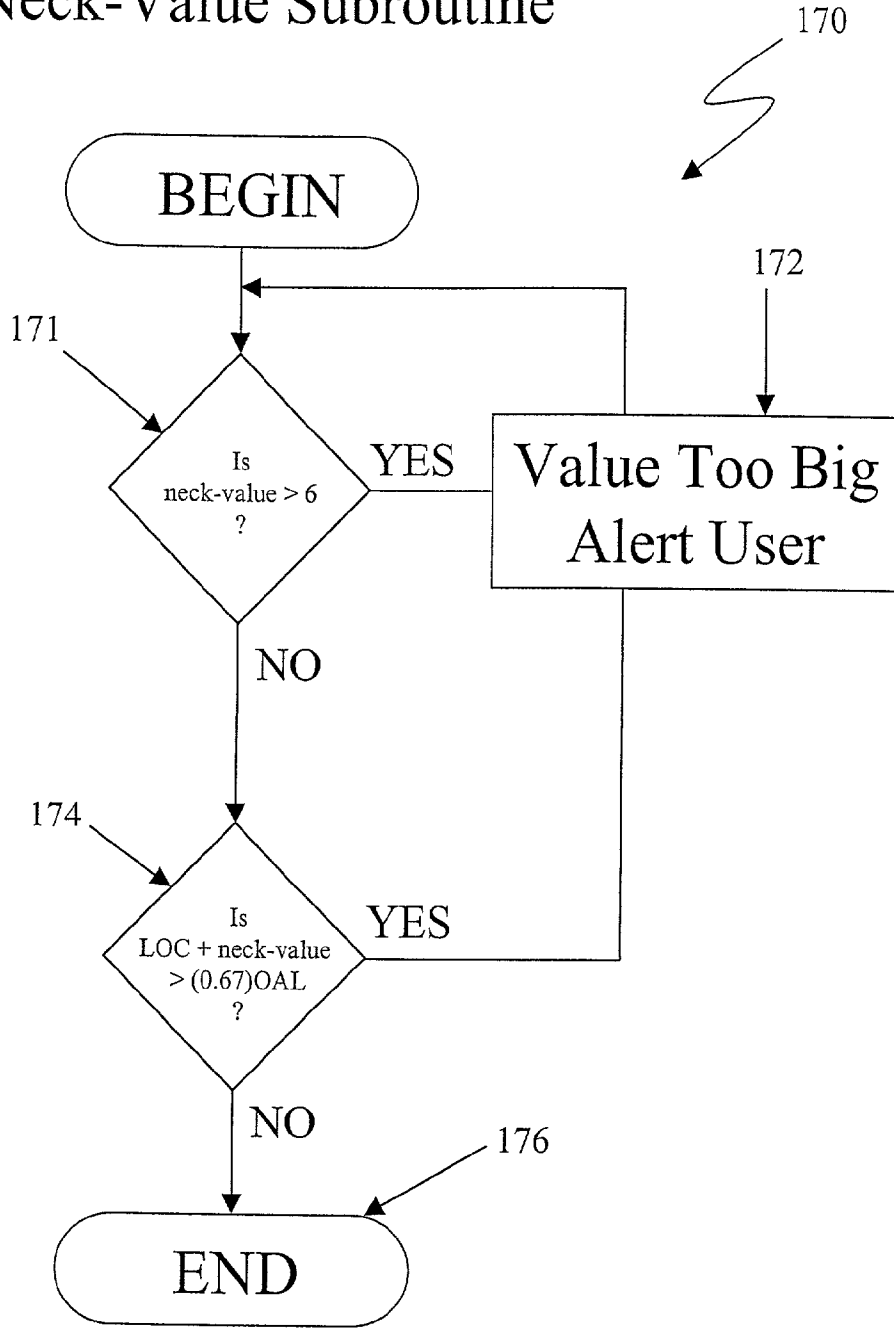 Neck-Value Subroutine
170
BEGIN
172
171
Is
neck-value > 6
?
YES
Value Too Big
Alert User
NO
174
Is
LOC + neck-value
> (0.67)OAL
?
YES
NO
176
END